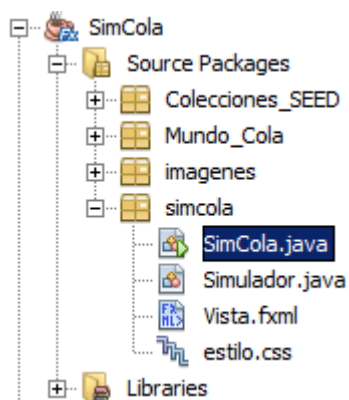 SimCola
Source Packages
Colecciones_SEED
Mundo_Cola
imagenes
simcola
SimCola.java
Simulador.java
Vista.fxml
estilo.css
Libraries